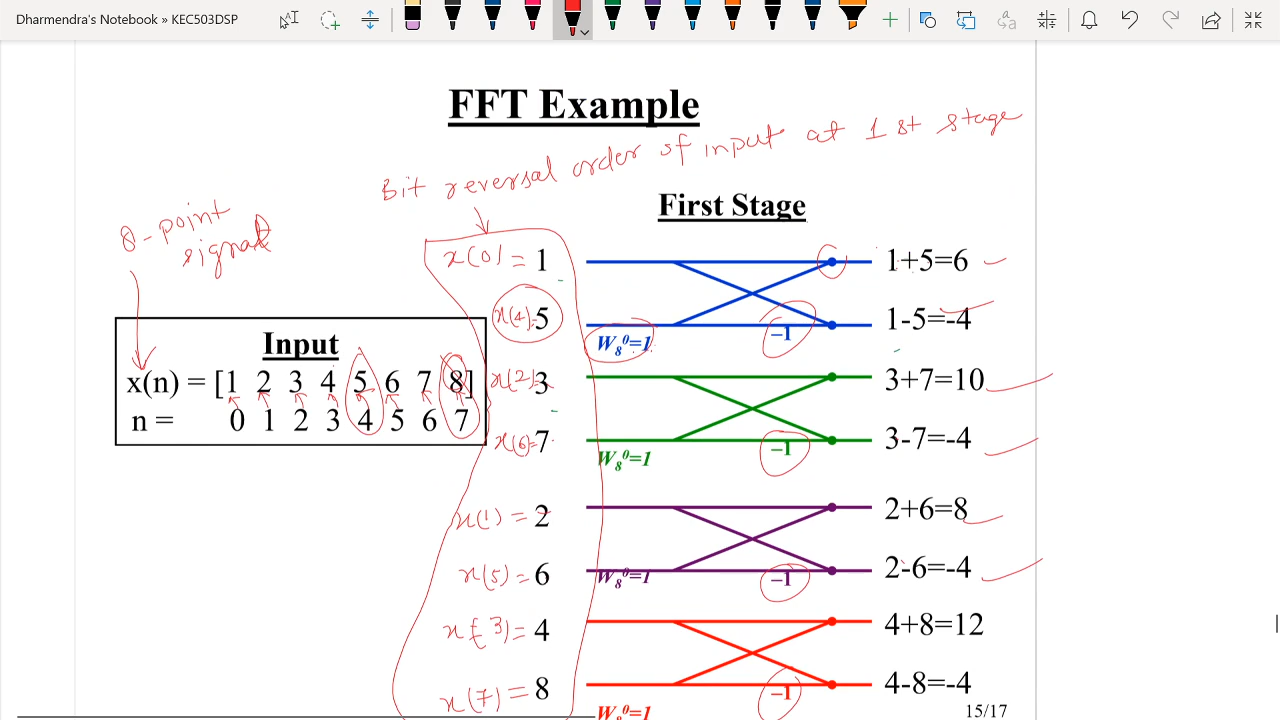 Dharmendra's Notebook » KEC503DSP
FFT Example
Bit reversal order of input at 1st stage
First Stage
8-point
signal
Input
x(n) = [1 2 3 4 5 6 7 8]
n = 0 1 2 3 4 5 6 7
x(0) = 1
x(4)=5
x(2)=3
x(6)=7
x(1) = 2
x(5) = 6
x(3) = 4
x(7) = 8
W₈⁰=1 –1
W₈⁰=1 –1
W₈⁰=1 –1
W₈⁰=1 –1
1+5=6
1-5=-4
3+7=10
3-7=-4
2+6=8
2-6=-4
4+8=12
4-8=-4
15/17